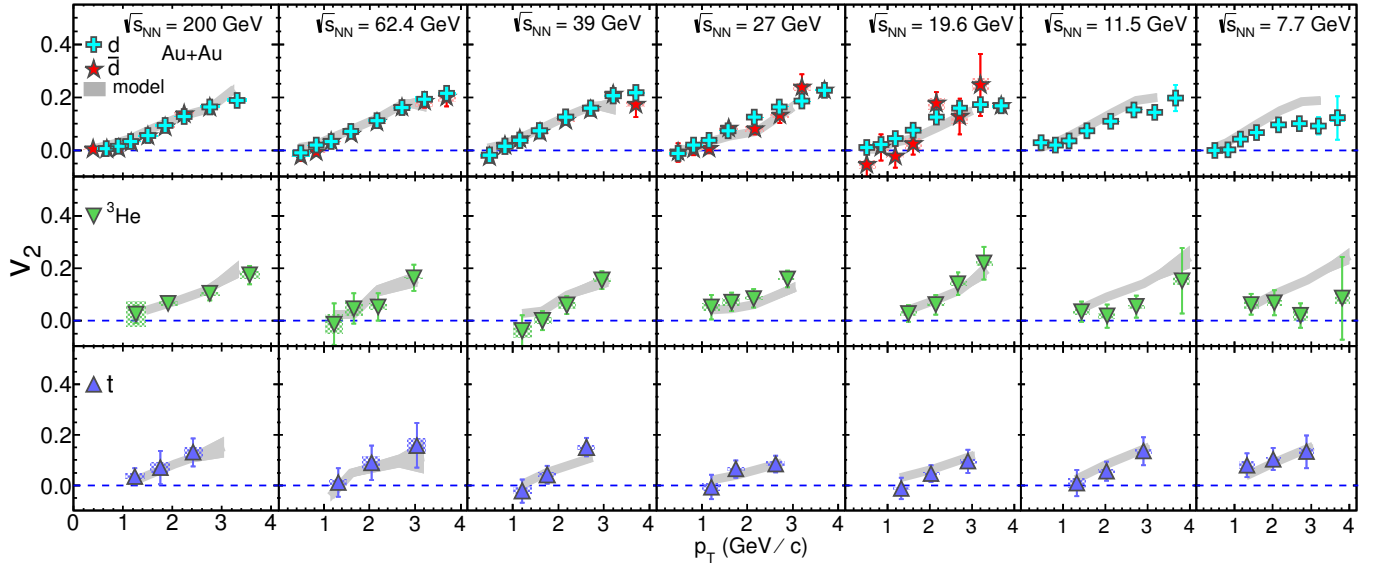 √s_NN = 200 GeV √s_NN = 62.4 GeV √s_NN = 39 GeV √s_NN = 27 GeV √s_NN = 19.6 GeV √s_NN = 11.5 GeV √s_NN = 7.7 GeV
0.4
d
Au+Au
d̅
model
0.2
0.0
³He
0.4
v₂
0.2
0.0
t
0.4
0.2
0.0
0 1 2 3 4 1 2 3 4 1 2 3 4 1 2 3 4 1 2 3 4 1 2 3 4 1 2 3 4
p_T (GeV/c)